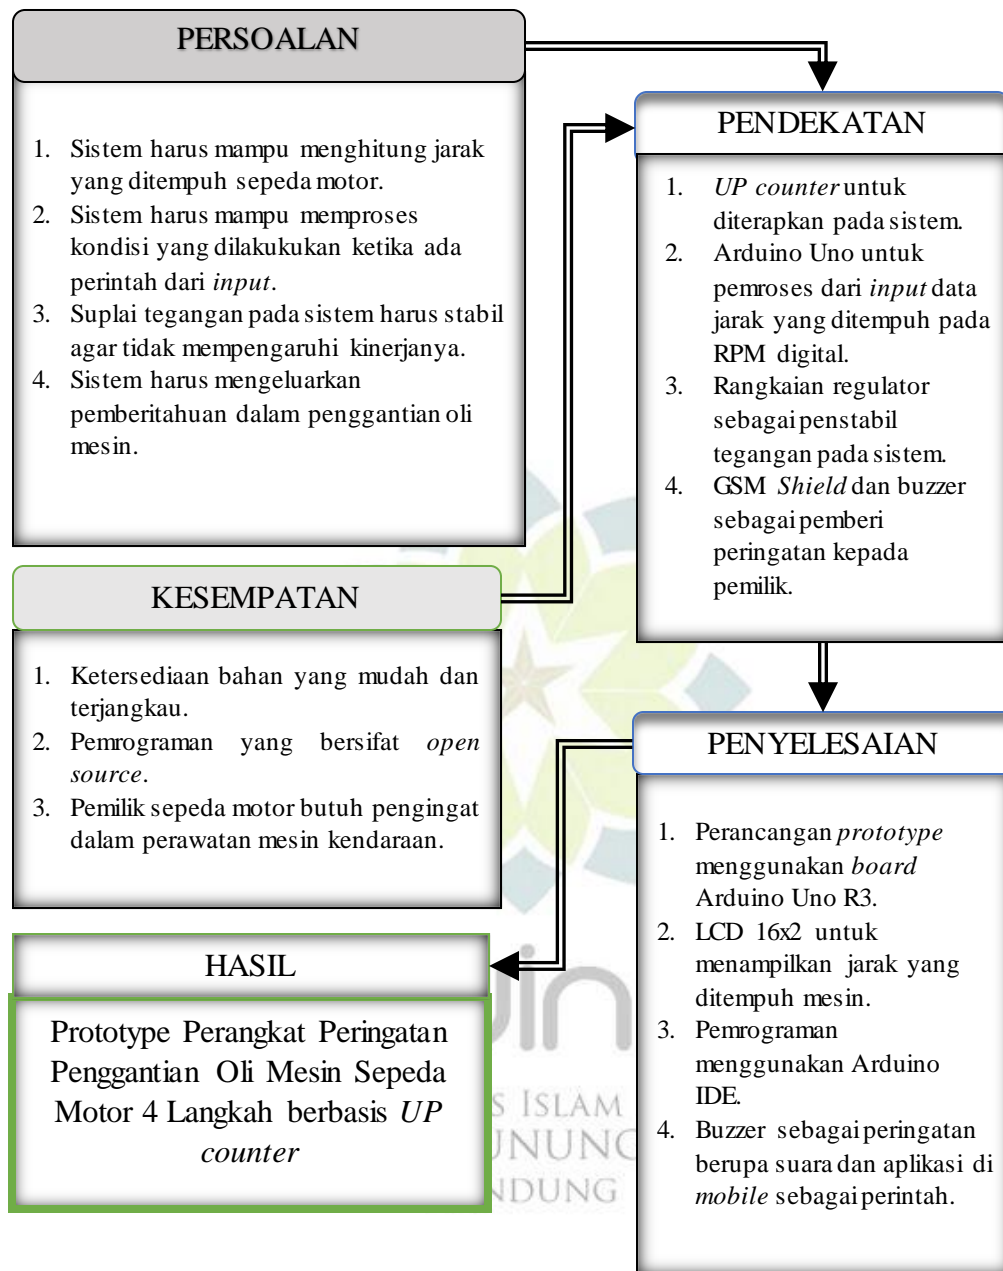 PERSOALAN
1. Sistem harus mampu menghitung jarak
yang ditempuh sepeda motor.
2. Sistem harus mampu memproses
kondisi yang dilakukukan ketika ada
perintah dari input.
3. Suplai tegangan pada sistem harus stabil
agar tidak mempengaruhi kinerjanya.
4. Sistem harus mengeluarkan
pemberitahuan dalam penggantian oli
mesin.
PENDEKATAN
1. UP counter untuk
diterapkan pada sistem.
2. Arduino Uno untuk
pemroses dari input data
jarak yang ditempuh pada
RPM digital.
3. Rangkaian regulator
sebagai penstabil
tegangan pada sistem.
4. GSM Shield dan buzzer
sebagai pemberi
peringatan kepada
pemilik.
KESEMPATAN
1. Ketersediaan bahan yang mudah dan
terjangkau.
2. Pemrograman yang bersifat open
source.
3. Pemilik sepeda motor butuh pengingat
dalam perawatan mesin kendaraan.
PENYELESAIAN
1. Perancangan prototype
menggunakan board
Arduino Uno R3.
2. LCD 16x2 untuk
menampilkan jarak yang
ditempuh mesin.
3. Pemrograman
menggunakan Arduino
IDE.
4. Buzzer sebagai peringatan
berupa suara dan aplikasi di
mobile sebagai perintah.
HASIL
Prototype Perangkat Peringatan
Penggantian Oli Mesin Sepeda
Motor 4 Langkah berbasis UP
counter
uin
S ISLAM
UNUNG
NDUNG